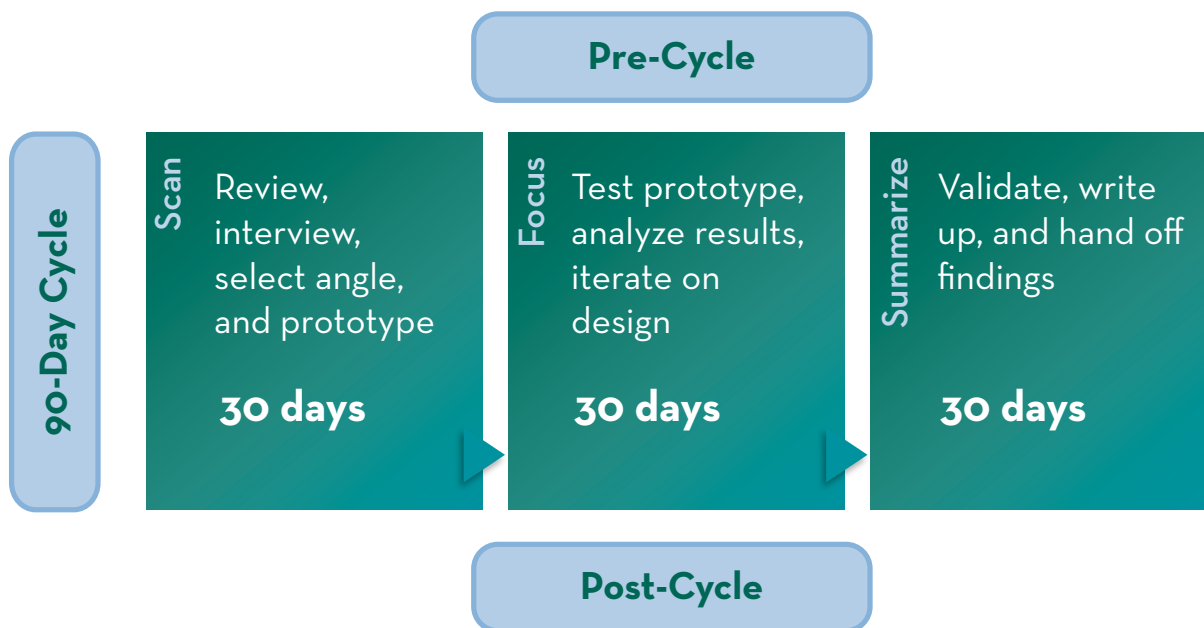 Pre-Cycle
90-Day Cycle
Scan
Review,
interview,
select angle,
and prototype
30 days
Focus
Test prototype,
analyze results,
iterate on
design
30 days
Summarize
Validate, write
up, and hand off
findings
30 days
Post-Cycle